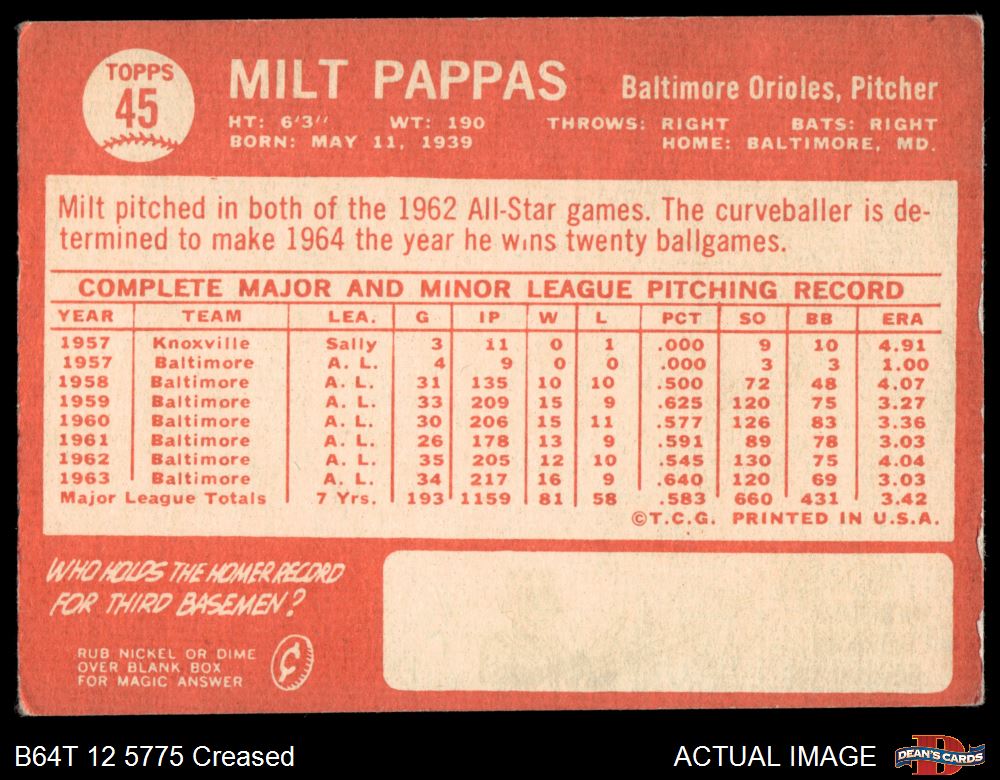 TOPPS
45
MILT PAPPAS
Baltimore Orioles, Pitcher
HT: 6'3" WT: 190 THROWS: RIGHT BATS: RIGHT
BORN: MAY 11, 1939 HOME: BALTIMORE, MD.
Milt pitched in both of the 1962 All-Star games. The curveballer is de-
termined to make 1964 the year he wins twenty ballgames.
COMPLETE MAJOR AND MINOR LEAGUE PITCHING RECORD
YEAR TEAM LEA. G IP W L PCT SO BB ERA
1957 Knoxville Sally 3 11 0 1 .000 9 10 4.91
1957 Baltimore A. L. 4 9 0 0 .000 3 3 1.00
1958 Baltimore A. L. 31 135 10 10 .500 72 48 4.07
1959 Baltimore A. L. 33 209 15 9 .625 120 75 3.27
1960 Baltimore A. L. 30 206 15 11 .577 126 83 3.36
1961 Baltimore A. L. 26 178 13 9 .591 89 78 3.03
1962 Baltimore A. L. 35 205 12 10 .545 130 75 4.04
1963 Baltimore A. L. 34 217 16 9 .640 120 69 3.03
Major League Totals 7 Yrs. 193 1159 81 58 .583 660 431 3.42
©T.C.G. PRINTED IN U.S.A.
WHO HOLDS THE HOMER RECORD
FOR THIRD BASEMEN?
RUB NICKEL OR DIME
OVER BLANK BOX
FOR MAGIC ANSWER
¢
B64T 12 5775 Creased
ACTUAL IMAGE
DEAN'S CARDS